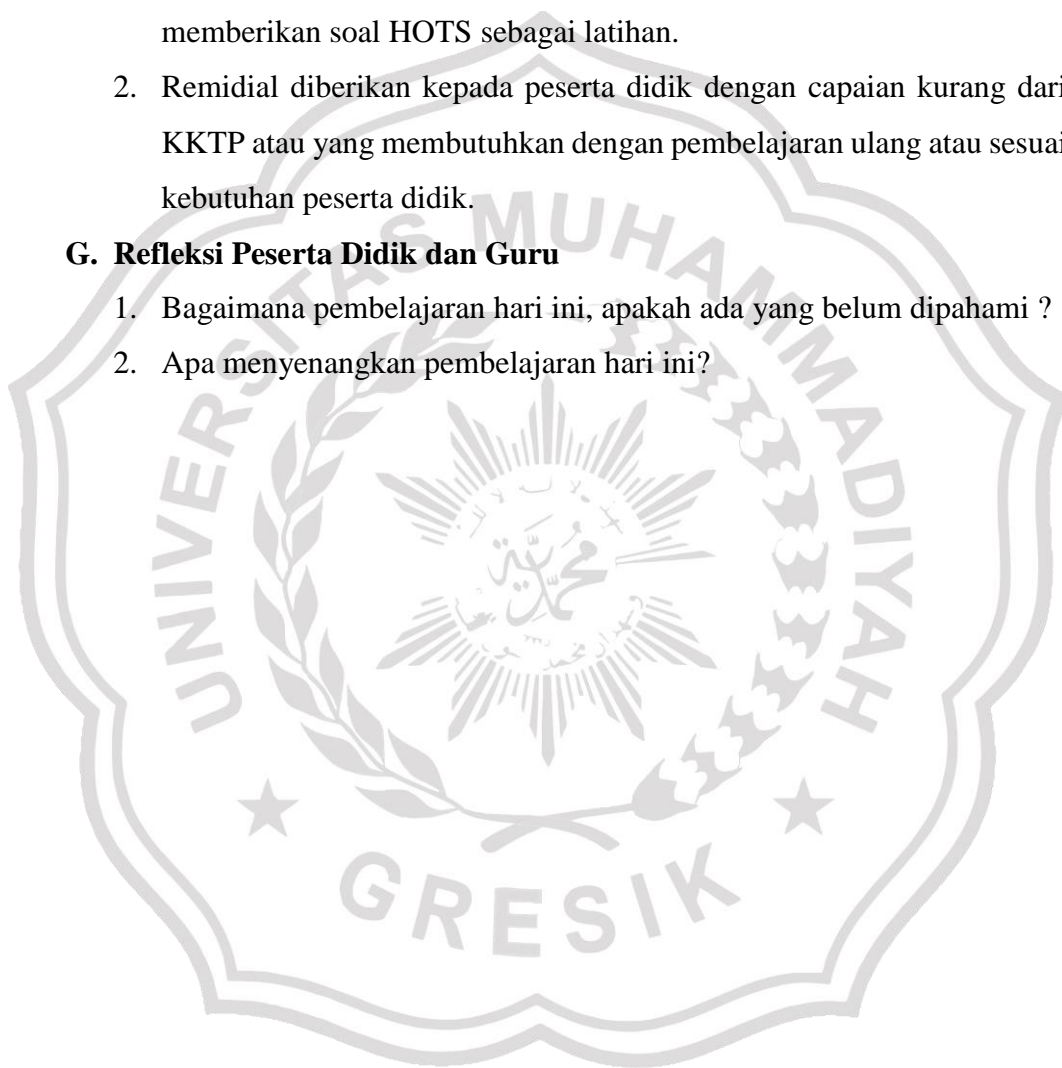 memberikan soal HOTS sebagai latihan.
2. Remidial diberikan kepada peserta didik dengan capaian kurang dari
KKTP atau yang membutuhkan dengan pembelajaran ulang atau sesuai
kebutuhan peserta didik.
G. Refleksi Peserta Didik dan Guru
1. Bagaimana pembelajaran hari ini, apakah ada yang belum dipahami ?
2. Apa menyenangkan pembelajaran hari ini?
UNIVERSITAS MUHAMMADIYAH
GRESIK